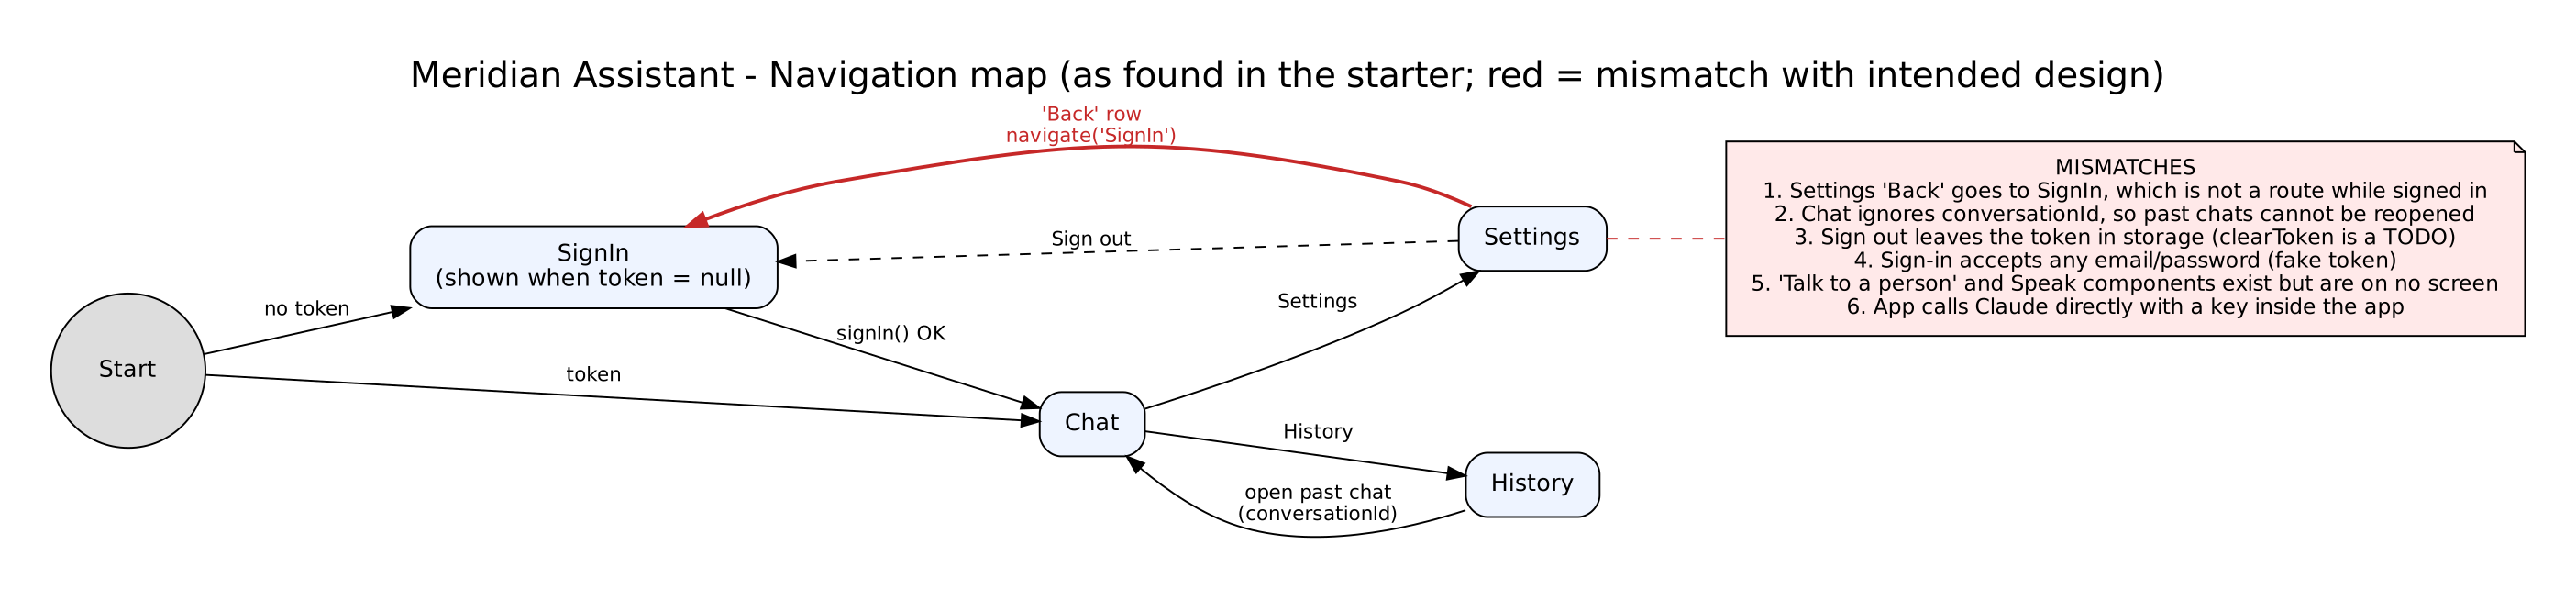 Meridian Assistant - Navigation map (as found in the starter; red = mismatch with intended design)
'Back' row
navigate('SignIn')
MISMATCHES
1. Settings 'Back' goes to SignIn, which is not a route while signed in
2. Chat ignores conversationId, so past chats cannot be reopened
3. Sign out leaves the token in storage (clearToken is a TODO)
4. Sign-in accepts any email/password (fake token)
5. 'Talk to a person' and Speak components exist but are on no screen
6. App calls Claude directly with a key inside the app
Settings
Sign out
SignIn
(shown when token = null)
no token
Settings
signIn() OK
Start
token
Chat
History
History
open past chat
(conversationId)